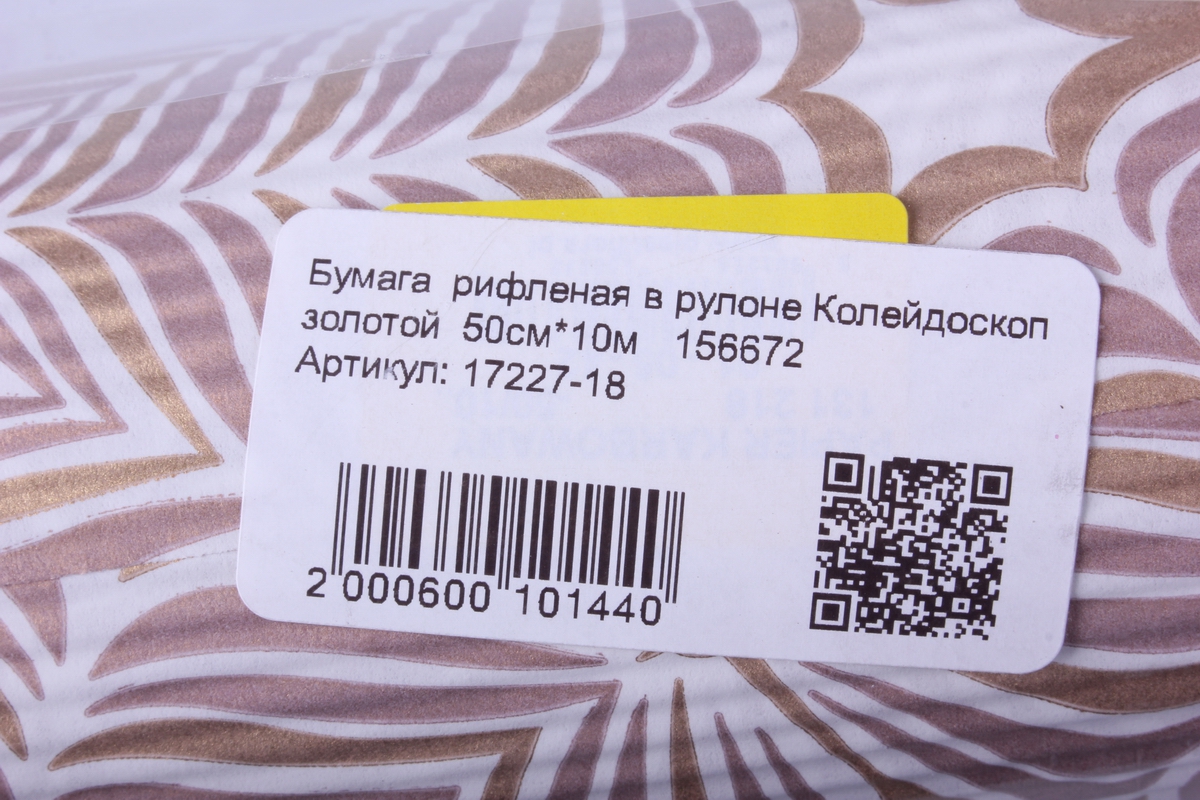 Бумага рифленая в рулоне Колейдоскоп
золотой 50см*10м 156672
Артикул: 17227-18
2 000600 101440